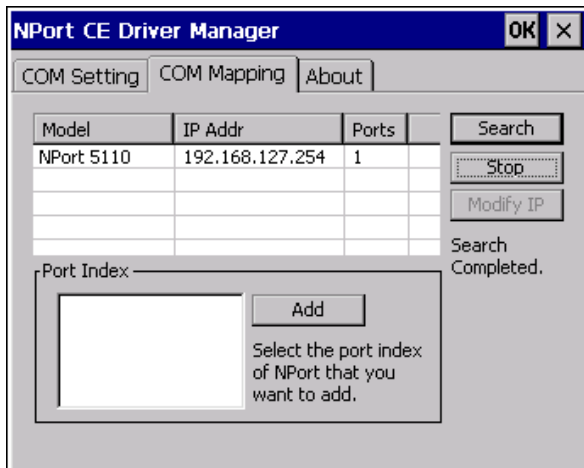 NPort CE Driver Manager OK ×
COM Setting COM Mapping About
Model IP Addr Ports
NPort 5110 192.168.127.254 1
Search
Stop
Modify IP
Search
Completed.
Port Index
Add
Select the port index
of NPort that you
want to add.